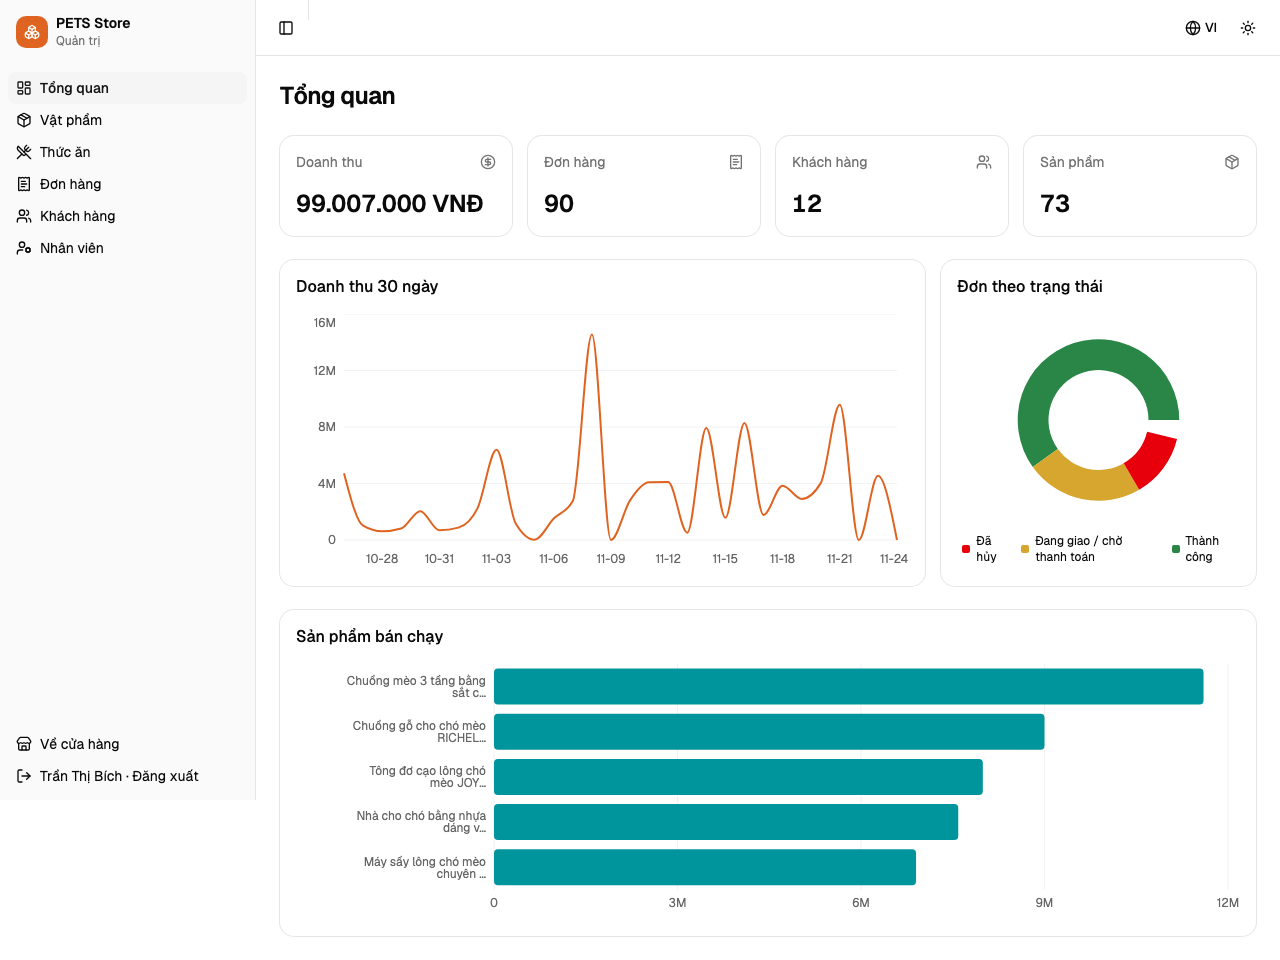 PETS Store
Quản trị
Tổng quan
Vật phẩm
Thức ăn
Đơn hàng
Khách hàng
Nhân viên
Về cửa hàng
Trần Thị Bích · Đăng xuất
VI
Tổng quan
Doanh thu
99.007.000 VNĐ
Đơn hàng
90
Khách hàng
12
Sản phẩm
73
Doanh thu 30 ngày
16M
12M
8M
4M
0
10-28
10-31
11-03
11-06
11-09
11-12
11-15
11-18
11-21
11-24
Đơn theo trạng thái
Đã
hủy
Đang giao / chờ
thanh toán
Thành
công
Sản phẩm bán chạy
Chuồng mèo 3 tầng bằng
sắt c…
Chuồng gỗ cho chó mèo
RICHEL…
Tông đơ cạo lông chó
mèo JOY…
Nhà cho chó bằng nhựa
dáng v…
Máy sấy lông chó mèo
chuyên …
0
3M
6M
9M
12M